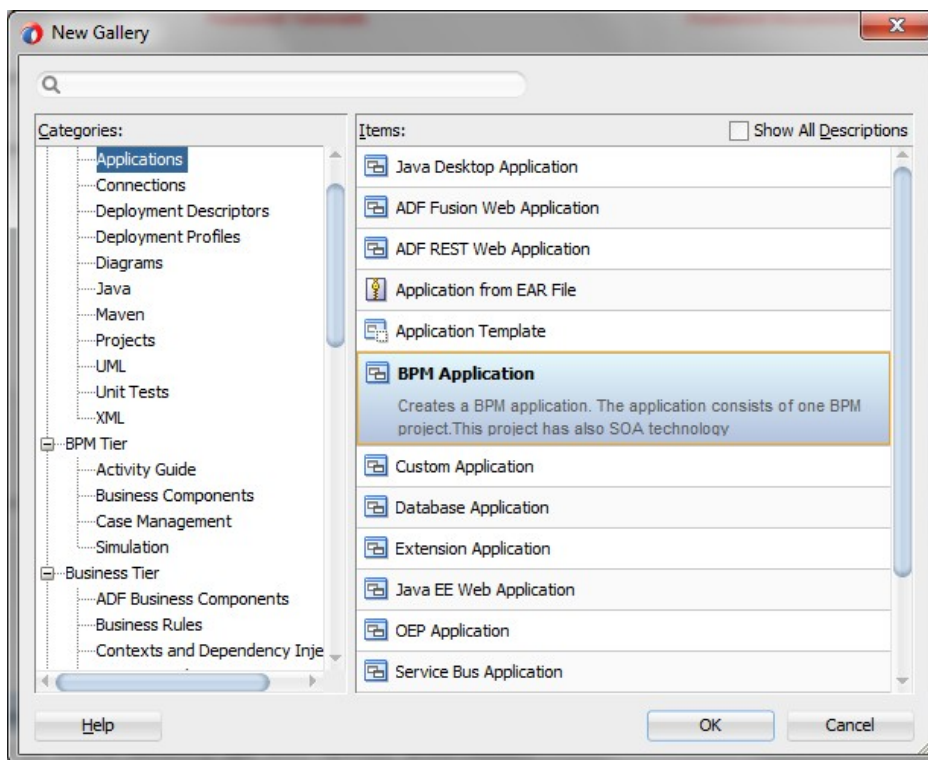 New Gallery
Categories:
Applications
Connections
Deployment Descriptors
Deployment Profiles
Diagrams
Java
Maven
Projects
UML
Unit Tests
XML
BPM Tier
Activity Guide
Business Components
Case Management
Simulation
Business Tier
ADF Business Components
Business Rules
Contexts and Dependency Inje
Items:
Show All Descriptions
Java Desktop Application
ADF Fusion Web Application
ADF REST Web Application
Application from EAR File
Application Template
BPM Application
Creates a BPM application. The application consists of one BPM
project.This project has also SOA technology
Custom Application
Database Application
Extension Application
Java EE Web Application
OEP Application
Service Bus Application
Help
OK
Cancel